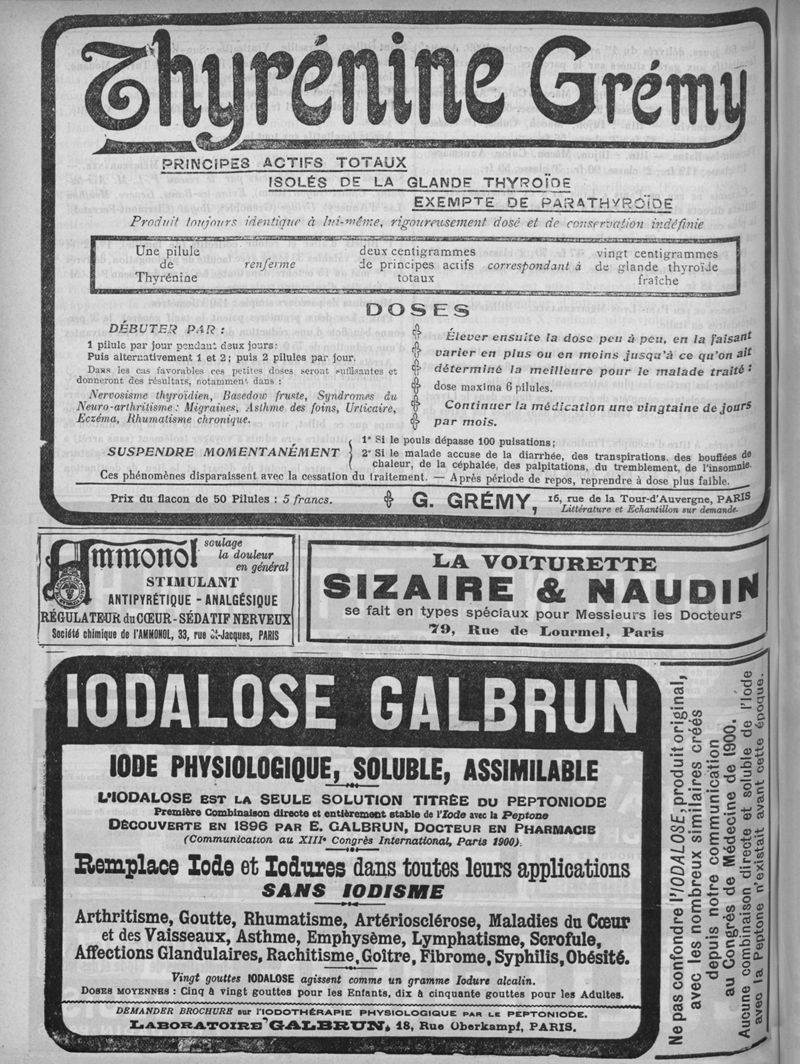 Thyrénine Grémy
PRINCIPES ACTIFS TOTAUX
ISOLÉS DE LA GLANDE THYROÏDE
EXEMPTE DE PARATHYROÏDE
Produit toujours identique à lui-même, rigoureusement dosé et de conservation indéfinie
Une pilule
de
Thyrénine
renferme
deux centigrammes
de principes actifs
totaux
correspondant à
vingt centigrammes
de glande thyroïde
fraîche
DOSES
DÉBUTER PAR :
1 pilule par jour pendant deux jours:
Puis alternativement 1 et 2; puis 2 pilules par jour.
Dans les cas favorables ces petites doses seront suffisantes et
donneront des résultats, notamment dans :
Nervosisme thyroïdien, Basedow fruste, Syndromes du
Neuro-arthritisme : Migraines, Asthme des foins, Urticaire,
Eczéma, Rhumatisme chronique.
Élever ensuite la dose peu à peu, en la faisant
varier en plus ou en moins jusqu'à ce qu'on ait
déterminé la meilleure pour le malade traité :
dose maxima 6 pilules.
Continuer la médication une vingtaine de jours
par mois.
SUSPENDRE MOMENTANÉMENT
1° Si le pouls dépasse 100 pulsations;
2° Si le malade accuse de la diarrhée, des transpirations, des bouffées de
chaleur, de la céphalée, des palpitations, du tremblement, de l'insomnie.
Ces phénomènes disparaissent avec la cessation du traitement. — Après période de repos, reprendre à dose plus faible.
Prix du flacon de 50 Pilules : 5 francs.
G. GRÉMY, 16, rue de la Tour-d'Auvergne, PARIS
Littérature et Echantillon sur demande.
Ammonol
soulage
la douleur
en général
STIMULANT
ANTIPYRÉTIQUE - ANALGÉSIQUE
RÉGULATEUR du CŒUR - SÉDATIF NERVEUX
Société chimique de l'AMMONOL, 33, rue St-Jacques, PARIS
LA VOITURETTE
SIZAIRE & NAUDIN
se fait en types spéciaux pour Messieurs les Docteurs
79, Rue de Lourmel, Paris
IODALOSE GALBRUN
IODE PHYSIOLOGIQUE, SOLUBLE, ASSIMILABLE
L'IODALOSE EST LA SEULE SOLUTION TITRÉE DU PEPTONIODE
Première Combinaison directe et entièrement stable de l'Iode avec la Peptone
DÉCOUVERTE EN 1896 PAR E. GALBRUN, DOCTEUR EN PHARMACIE
(Communication au XIIIe Congrès International, Paris 1900).
Remplace Iode et Iodures dans toutes leurs applications
SANS IODISME
Arthritisme, Goutte, Rhumatisme, Artériosclérose, Maladies du Cœur
et des Vaisseaux, Asthme, Emphysème, Lymphatisme, Scrofule,
Affections Glandulaires, Rachitisme, Goître, Fibrome, Syphilis, Obésité.
Vingt gouttes IODALOSE agissent comme un gramme Iodure alcalin.
DOSES MOYENNES : Cinq à vingt gouttes pour les Enfants, dix à cinquante gouttes pour les Adultes.
DEMANDER BROCHURE sur l'IODOTHÉRAPIE PHYSIOLOGIQUE PAR LE PEPTONIODE.
LABORATOIRE GALBRUN, 18, Rue Oberkampf, PARIS.
Ne pas confondre l'IODALOSE, produit original,
avec les nombreux similaires créés
depuis notre communication
au Congrès de Médecine de 1900.
Aucune combinaison directe et soluble de l'Iode
avec la Peptone n'existait avant cette époque.